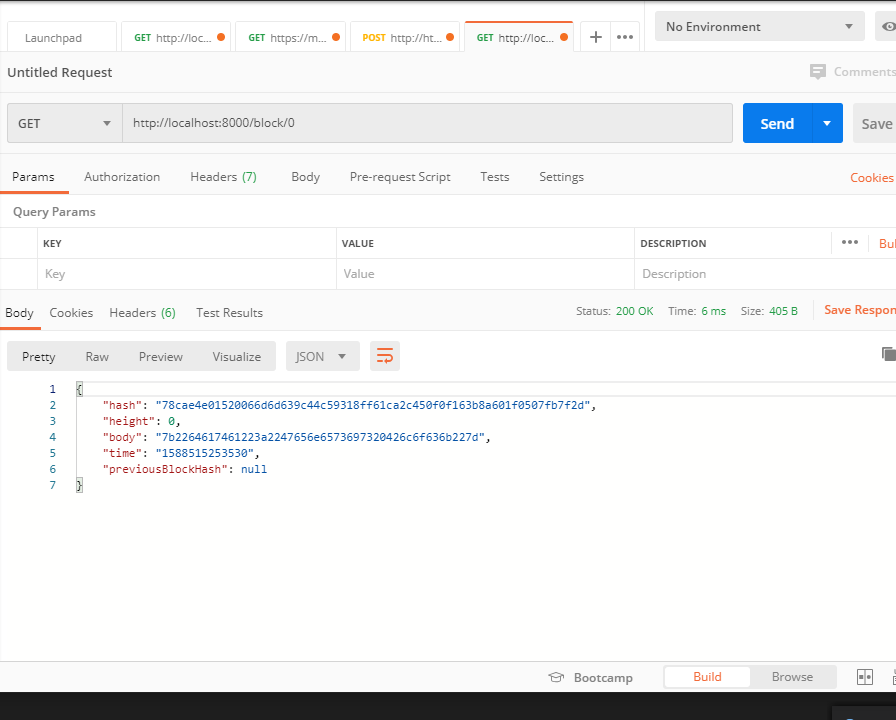 Launchpad GET http://loc... GET https://m... POST http://ht... GET http://loc... + ••• No Environment
Untitled Request Comments
GET http://localhost:8000/block/0 Send Save
Params Authorization Headers (7) Body Pre-request Script Tests Settings Cookies
Query Params
KEY VALUE DESCRIPTION ••• Bul
Key Value Description
Body Cookies Headers (6) Test Results Status: 200 OK Time: 6 ms Size: 405 B Save Respon
Pretty Raw Preview Visualize JSON
1 {
2 "hash": "78cae4e01520066d6d639c44c59318ff61ca2c450f0f163b8a601f0507fb7f2d",
3 "height": 0,
4 "body": "7b2264617461223a2247656e6573697320426c6f636b227d",
5 "time": "1588515253530",
6 "previousBlockHash": null
7 }
Bootcamp Build Browse